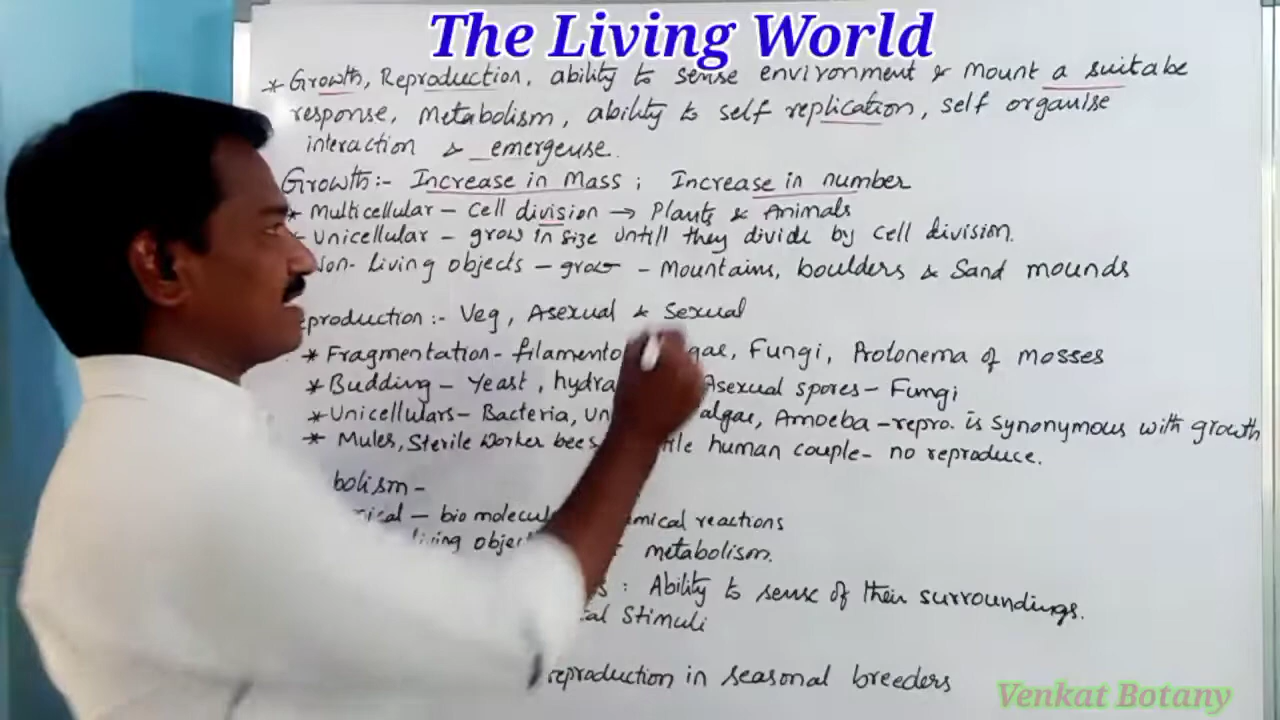 The Living World
* Growth, Reproduction, ability to sense environment & mount a suitabe
response, Metabolism, ability to self replication, self organise
interaction & emergeuse.
Growth:- Increase in Mass ; Increase in number
* Multicellular - Cell division → Plants & Animals
* Unicellular - grow in size untill they divide by cell division.
Non-Living objects - grow - Mountains, boulders & Sand mounds
eproduction :- Veg, Asexual & Sexual
* Fragmentation - filamento gae, Fungi, Protonema of mosses
* Budding - Yeast, hydra Asexual spores - Fungi
* Unicellulars - Bacteria, un algae, Amoeba - repro. is synonymous with growth
* Mules, Sterile Worker bees tile human couple - no reproduce.
bolism -
ical - bio molecul mical reactions
living object metabolism.
s : Ability to sense of their surroundings.
al Stimuli
reproduction in seasonal breeders
Venkat Botany